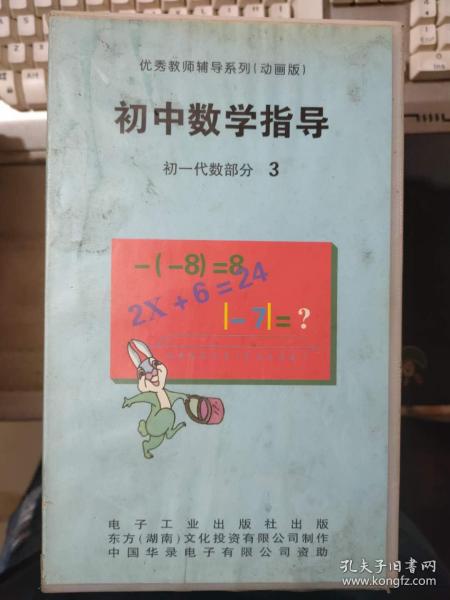 优秀教师辅导系列(动画版)
初中数学指导
初一代数部分 3
-(-8)=8
2X+6=24
|-7|=?
电子工业出版社出版
东方(湖南)文化投资有限公司制作
中国华录电子有限公司资助
孔夫子旧书网